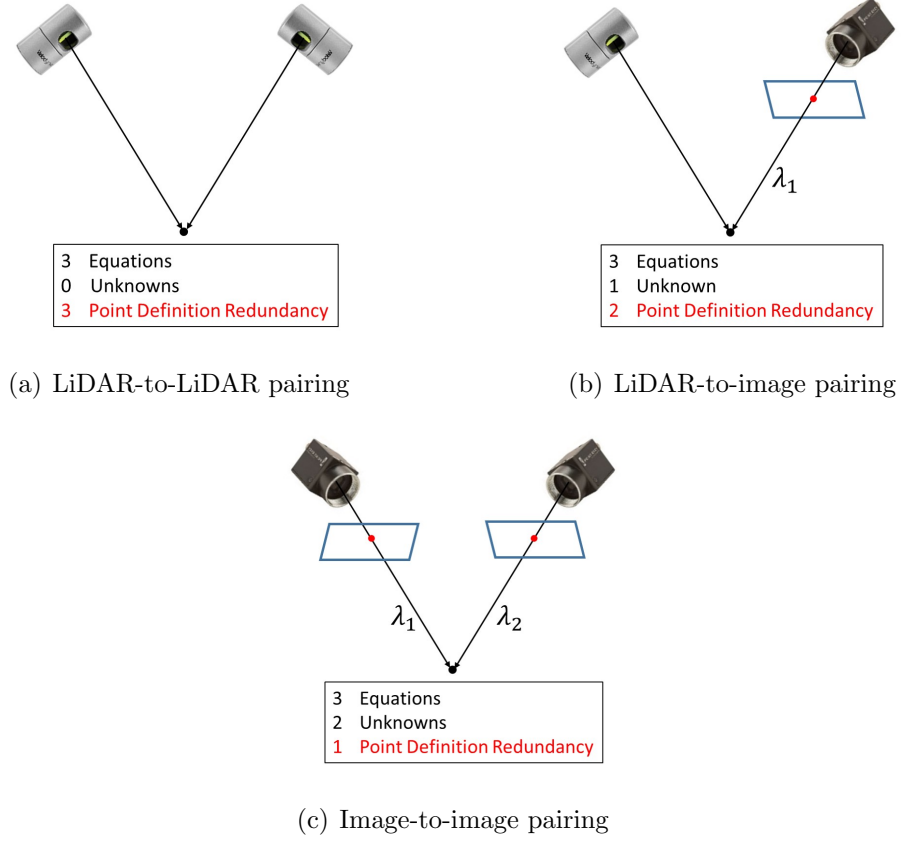 3 Equations
0 Unknowns
3 Point Definition Redundancy
(a) LiDAR-to-LiDAR pairing
λ₁
3 Equations
1 Unknown
2 Point Definition Redundancy
(b) LiDAR-to-image pairing
λ₁ λ₂
3 Equations
2 Unknowns
1 Point Definition Redundancy
(c) Image-to-image pairing